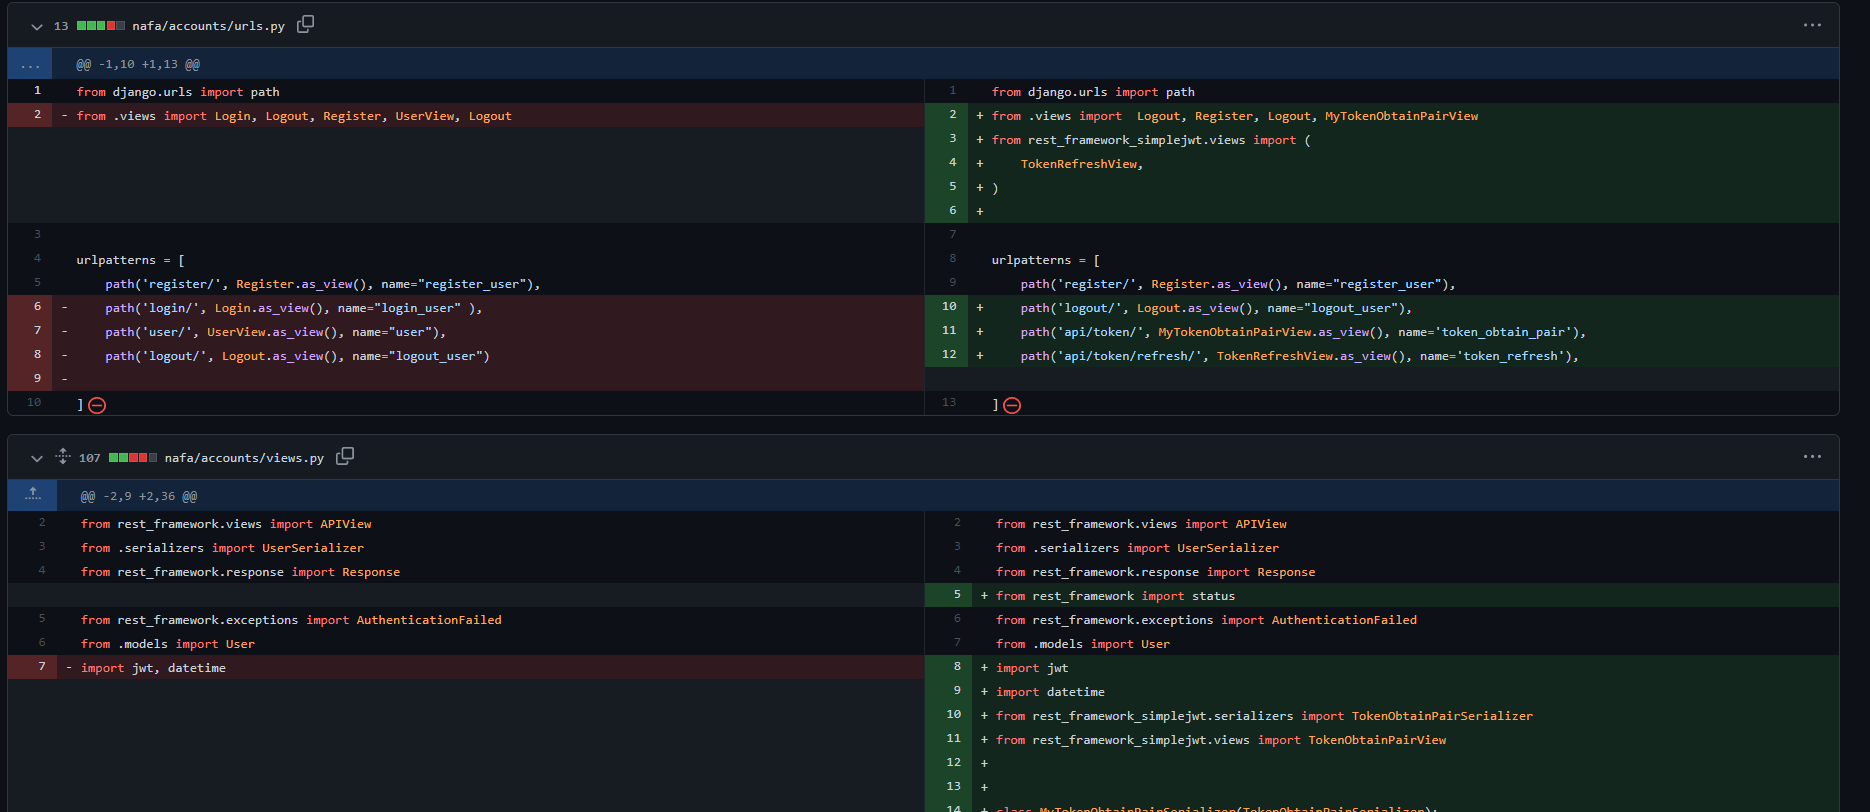 13 nafa/accounts/urls.py
...
@@ -1,10 +1,13 @@
1 from django.urls import path
2 - from .views import Login, Logout, Register, UserView, Logout
3
4 urlpatterns = [
5 path('register/', Register.as_view(), name="register_user"),
6 - path('login/', Login.as_view(), name="login_user" ),
7 - path('user/', UserView.as_view(), name="user"),
8 - path('logout/', Logout.as_view(), name="logout_user")
9 -
10 ]
1 from django.urls import path
2 + from .views import  Logout, Register, Logout, MyTokenObtainPairView
3 + from rest_framework_simplejwt.views import (
4 + TokenRefreshView,
5 + )
6 +
7
8 urlpatterns = [
9 path('register/', Register.as_view(), name="register_user"),
10 + path('logout/', Logout.as_view(), name="logout_user"),
11 + path('api/token/', MyTokenObtainPairView.as_view(), name='token_obtain_pair'),
12 + path('api/token/refresh/', TokenRefreshView.as_view(), name='token_refresh'),
13 ]
107 nafa/accounts/views.py
@@ -2,9 +2,36 @@
2 from rest_framework.views import APIView
3 from .serializers import UserSerializer
4 from rest_framework.response import Response
5 from rest_framework.exceptions import AuthenticationFailed
6 from .models import User
7 - import jwt, datetime
2 from rest_framework.views import APIView
3 from .serializers import UserSerializer
4 from rest_framework.response import Response
5 + from rest_framework import status
6 from rest_framework.exceptions import AuthenticationFailed
7 from .models import User
8 + import jwt
9 + import datetime
10 + from rest_framework_simplejwt.serializers import TokenObtainPairSerializer
11 + from rest_framework_simplejwt.views import TokenObtainPairView
12 +
13 +
14 + class MyTokenObtainPairSerializer(TokenObtainPairSerializer):